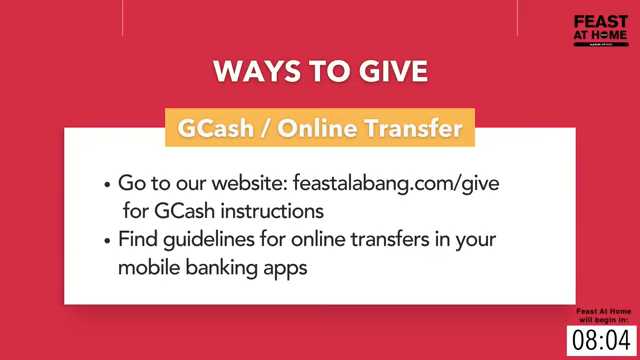 FEAST
AT HOME
WAYS TO GIVE
GCash / Online Transfer
• Go to our website: feastalabang.com/give
for GCash instructions
• Find guidelines for online transfers in your
mobile banking apps
Feast At Home
will begin in:
08:04